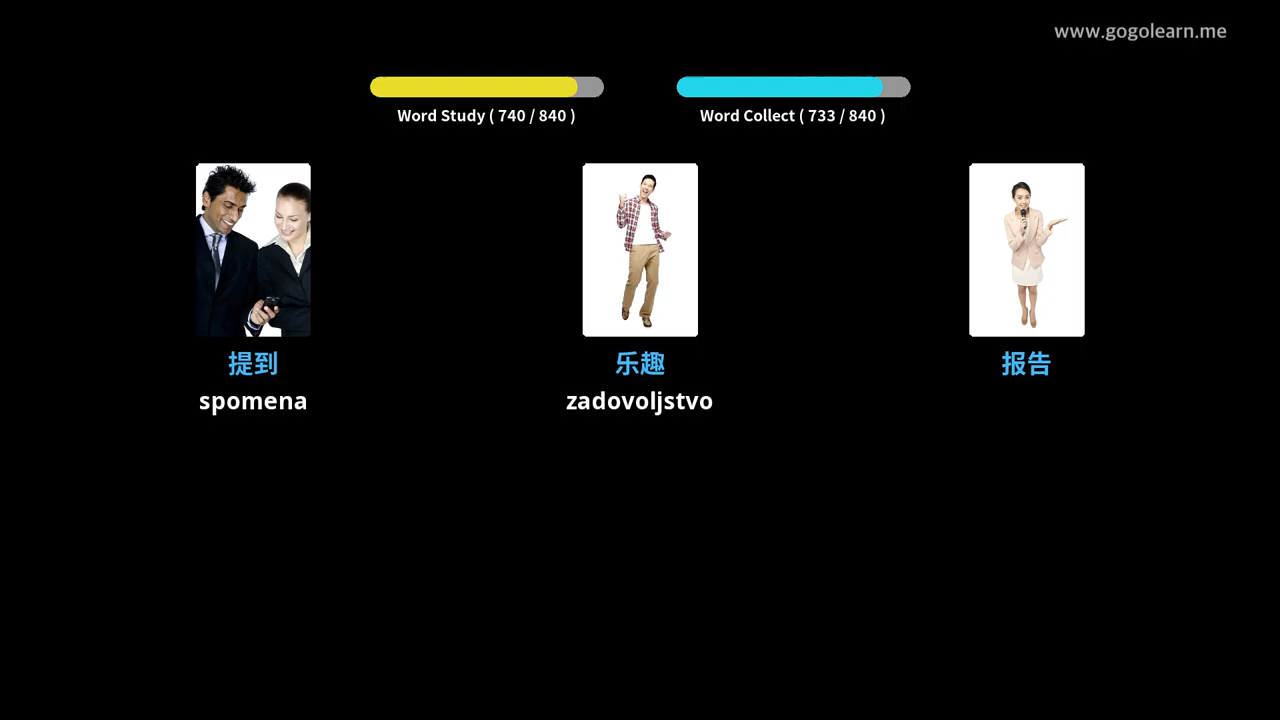 www.gogolearn.me
Word Study ( 740 / 840 )
Word Collect ( 733 / 840 )
提到
乐趣
报告
spomena
zadovoljstvo